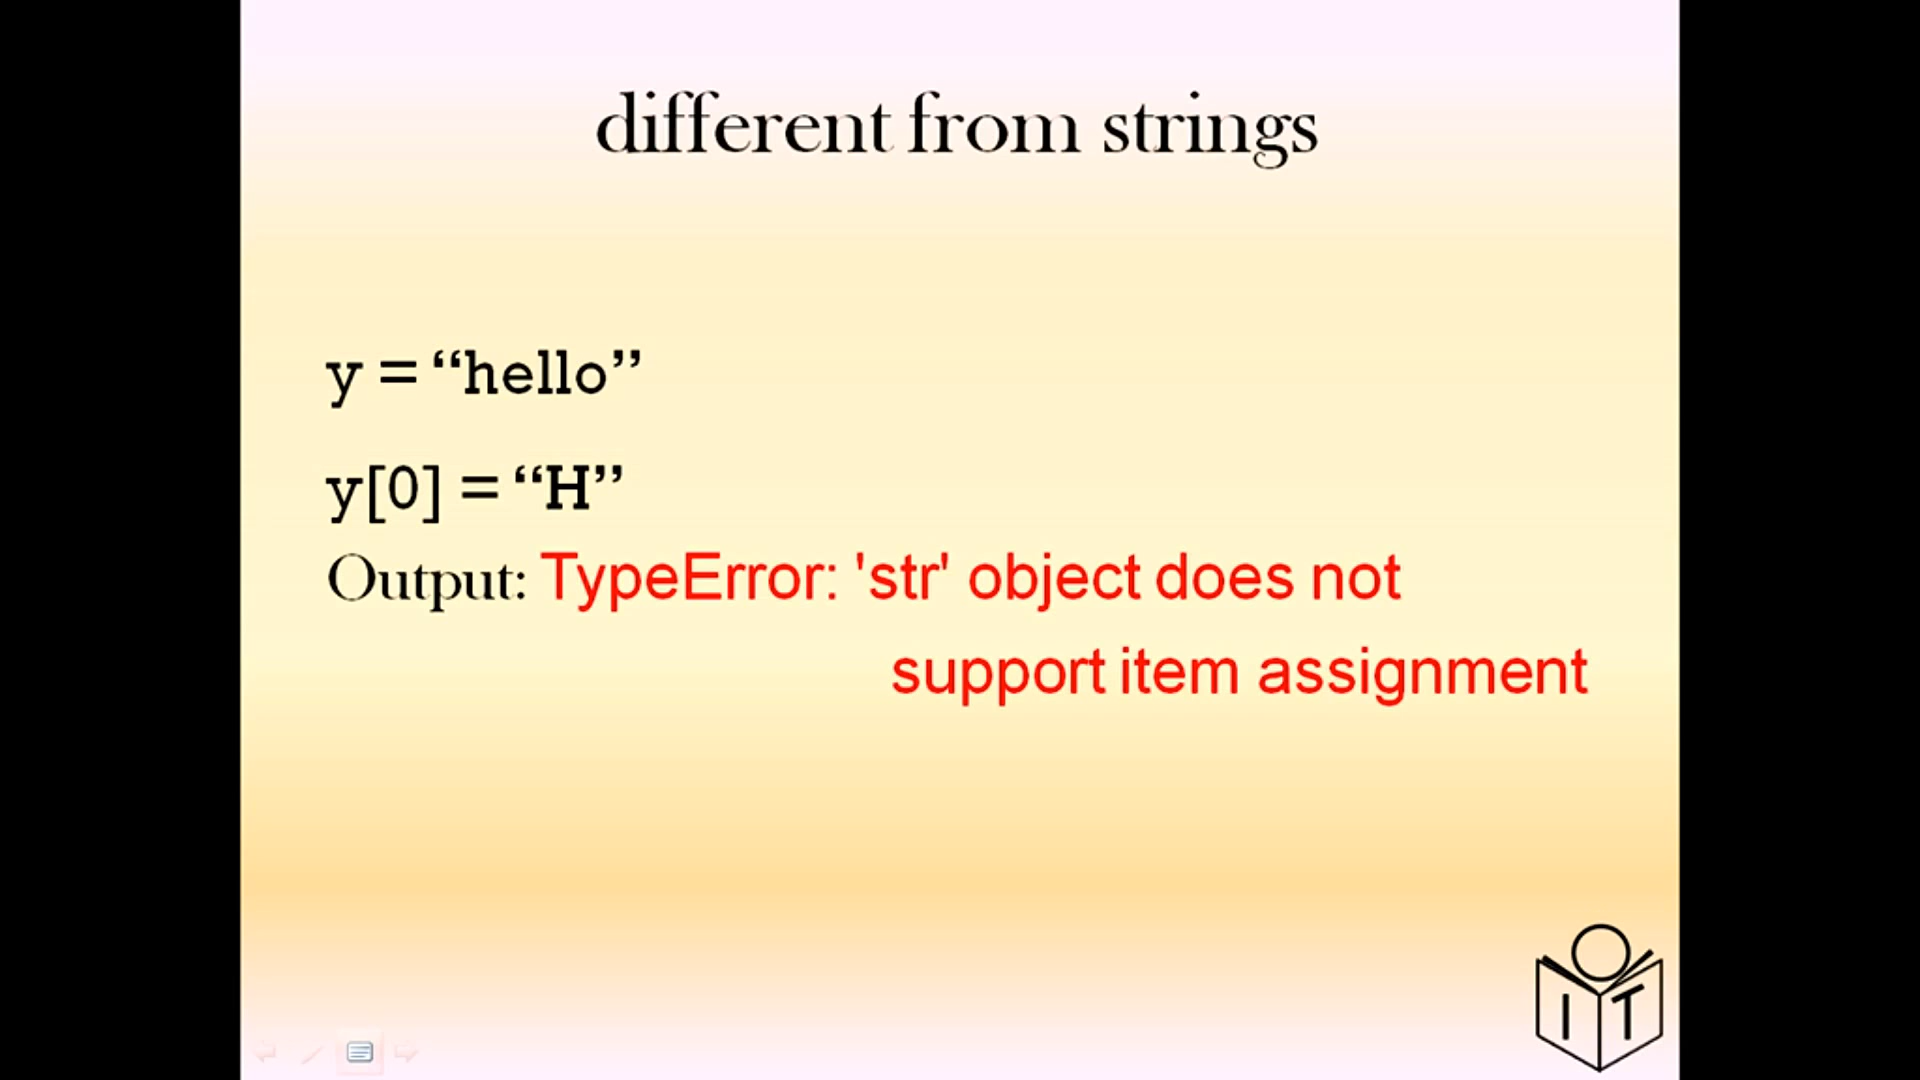 different from strings
y = “hello”
y[0] = “H”
Output: TypeError: 'str' object does not
support item assignment
I T